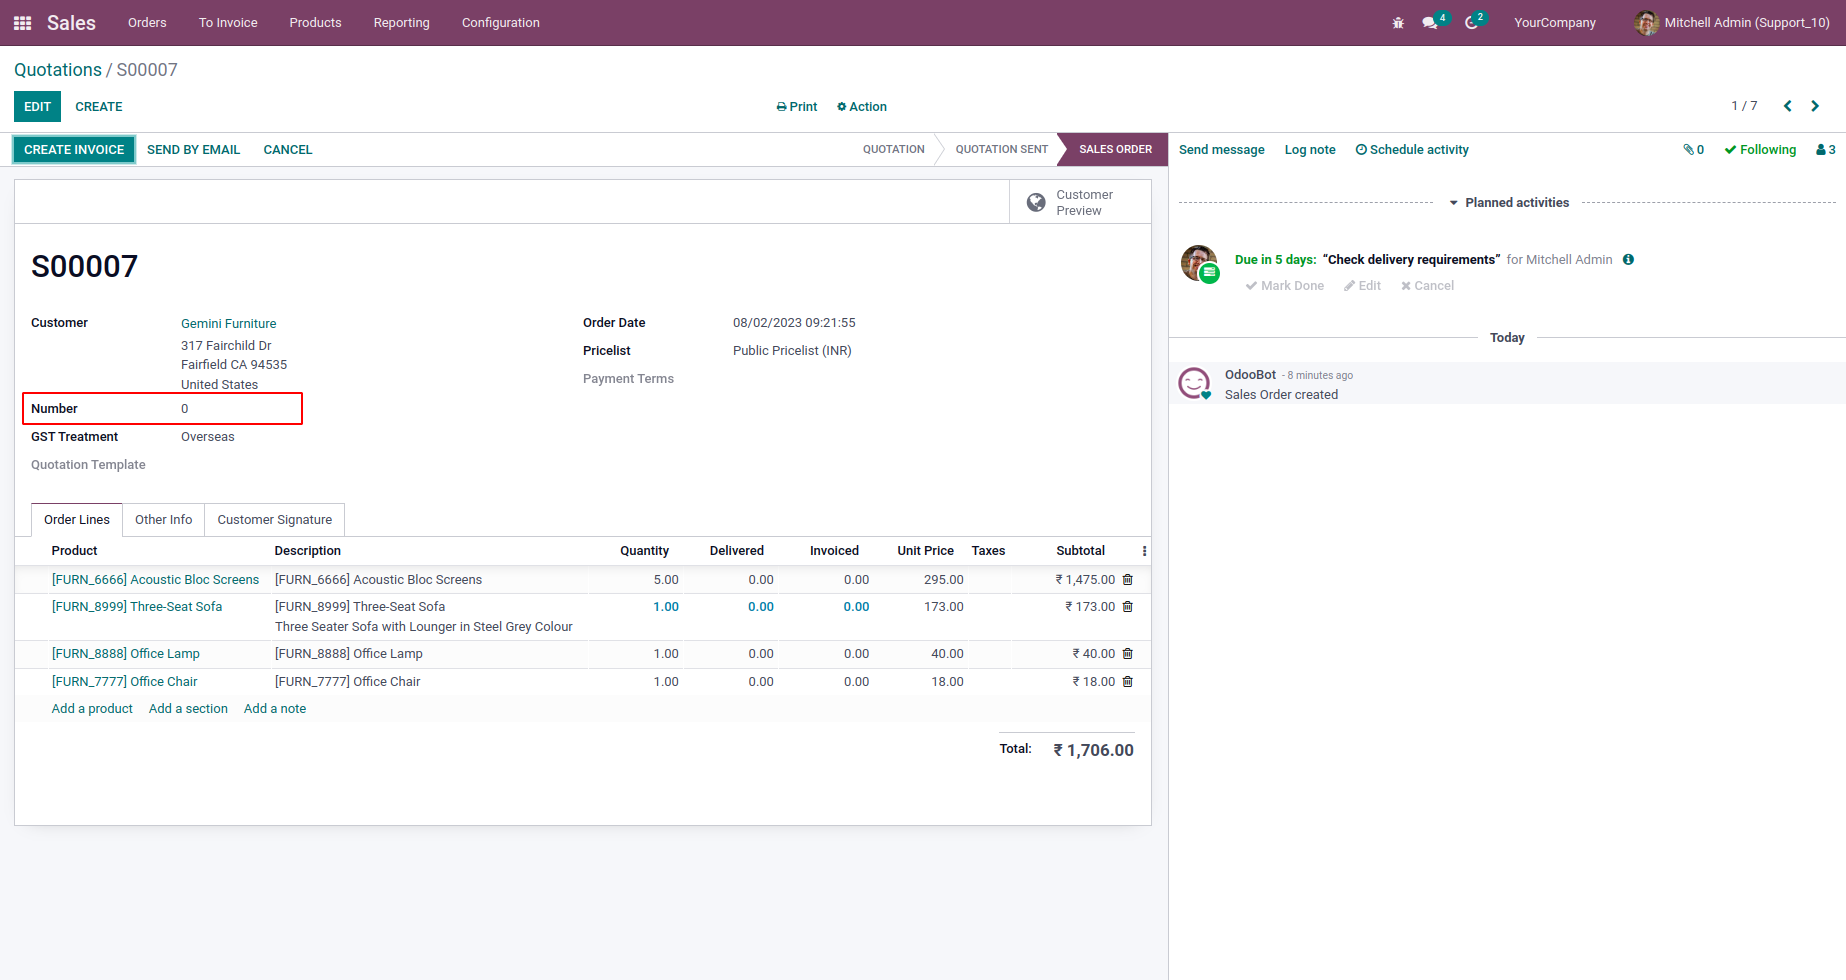 Sales Orders To Invoice Products Reporting Configuration 4 2 YourCompany Mitchell Admin (Support_10)
Quotations / S00007
EDIT CREATE Print Action 1 / 7
CREATE INVOICE SEND BY EMAIL CANCEL QUOTATION QUOTATION SENT SALES ORDER
Customer
Preview
S00007
Customer Gemini Furniture
317 Fairchild Dr
Fairfield CA 94535
United States
Number 0
GST Treatment Overseas
Quotation Template
Order Date 08/02/2023 09:21:55
Pricelist Public Pricelist (INR)
Payment Terms
Order Lines Other Info Customer Signature
Product Description Quantity Delivered Invoiced Unit Price Taxes Subtotal
[FURN_6666] Acoustic Bloc Screens [FURN_6666] Acoustic Bloc Screens 5.00 0.00 0.00 295.00 ₹ 1,475.00
[FURN_8999] Three-Seat Sofa [FURN_8999] Three-Seat Sofa 1.00 0.00 0.00 173.00 ₹ 173.00
Three Seater Sofa with Lounger in Steel Grey Colour
[FURN_8888] Office Lamp [FURN_8888] Office Lamp 1.00 0.00 0.00 40.00 ₹ 40.00
[FURN_7777] Office Chair [FURN_7777] Office Chair 1.00 0.00 0.00 18.00 ₹ 18.00
Add a product Add a section Add a note
Total: ₹ 1,706.00
Send message Log note Schedule activity 0 Following 3
Planned activities
Due in 5 days: “Check delivery requirements” for Mitchell Admin
Mark Done Edit Cancel
Today
OdooBot - 8 minutes ago
Sales Order created